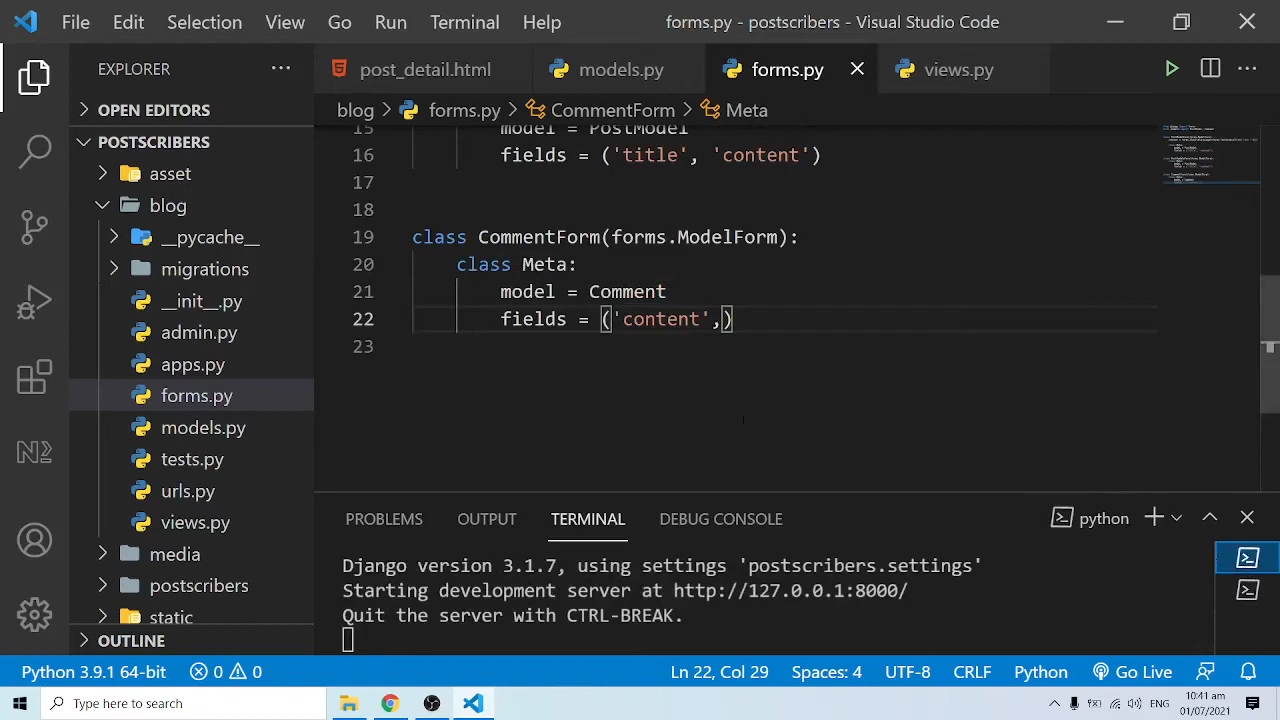 File Edit Selection View Go Run Terminal Help forms.py - postscribers - Visual Studio Code
EXPLORER ...
post_detail.html models.py forms.py views.py ...
blog > forms.py > CommentForm > Meta
OPEN EDITORS
POSTSCRIBERS
asset
blog
__pycache__
migrations
__init__.py
admin.py
apps.py
forms.py
models.py
tests.py
urls.py
views.py
media
postscribers
static
OUTLINE
15 model = PostModel
16 fields = ('title', 'content')
17
18
19 class CommentForm(forms.ModelForm):
20 class Meta:
21 model = Comment
22 fields = ('content',)
23
PROBLEMS OUTPUT TERMINAL DEBUG CONSOLE python
Django version 3.1.7, using settings 'postscribers.settings'
Starting development server at http://127.0.0.1:8000/
Quit the server with CTRL-BREAK.
Python 3.9.1 64-bit 0 0 Ln 22, Col 29 Spaces: 4 UTF-8 CRLF Python Go Live
Type here to search ENG 10:41 am
01/07/2021